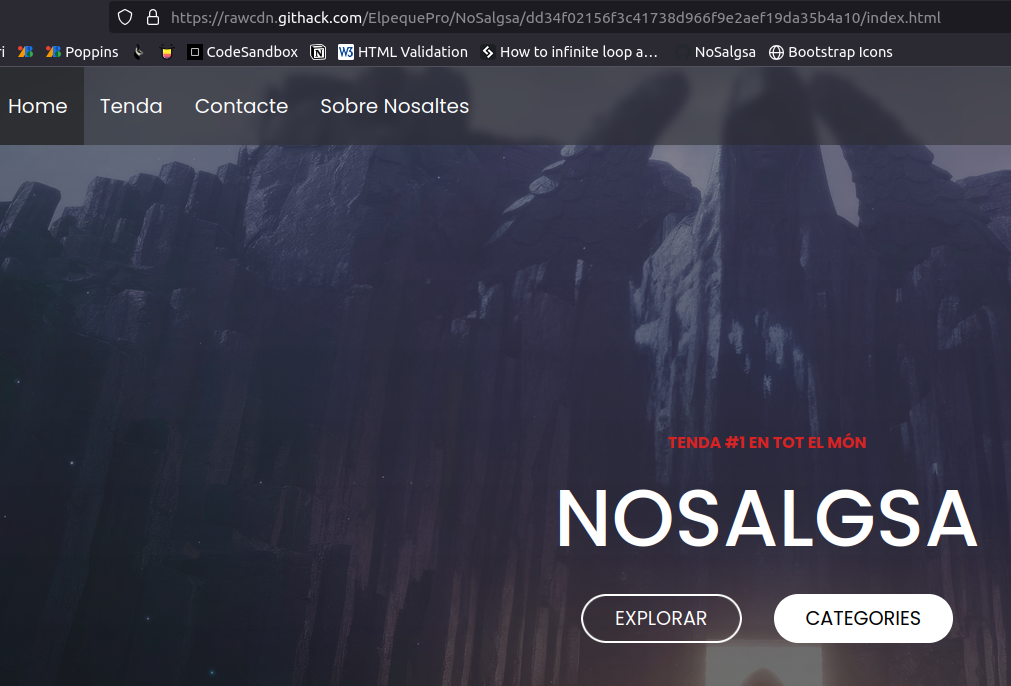 https://rawcdn.githack.com/ElpequePro/NoSalgsa/dd34f02156f3c41738d966f9e2aef19da35b4a10/index.html
Poppins CodeSandbox HTML Validation How to infinite loop a... NoSalgsa Bootstrap Icons
Home Tenda Contacte Sobre Nosaltes
TENDA #1 EN TOT EL MÓN
NOSALGSA
EXPLORAR CATEGORIES